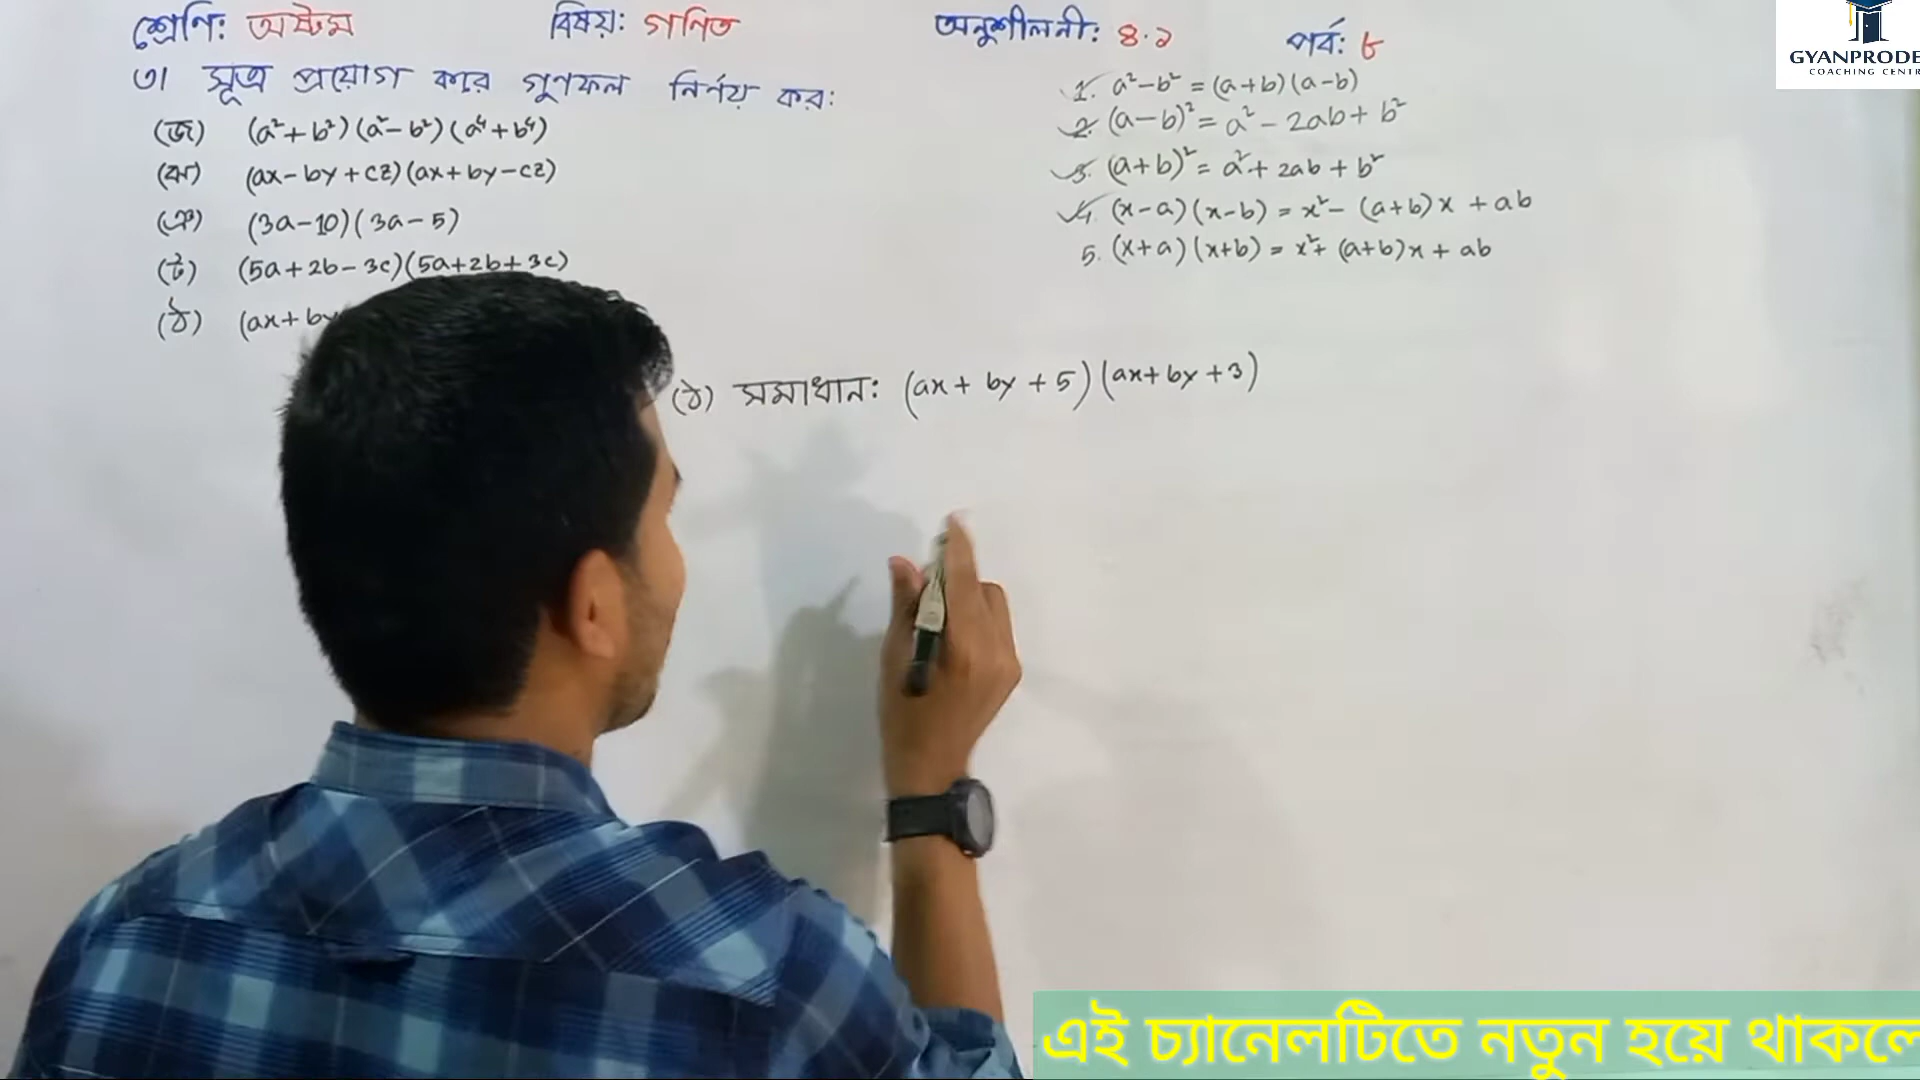 শ্রেণি: অষ্টম বিষয়: গণিত অনুশীলনী: ৪.১ পর্ব: ৮
৩। সূত্র প্রয়োগ করে গুণফল নির্ণয় কর:
(জ) (a²+b²)(a²-b²)(a⁴+b⁴)
(ঝ) (ax-by+cz)(ax+by-cz)
(ঞ) (3a-10)(3a-5)
(ট) (5a+2b-3c)(5a+2b+3c)
(ঠ) (ax+by
1. a²-b² = (a+b)(a-b)
2. (a-b)² = a²-2ab+b²
3. (a+b)² = a²+2ab+b²
4. (x-a)(x-b) = x²-(a+b)x+ab
5. (x+a)(x+b) = x²+(a+b)x+ab
(ঠ) সমাধান: (ax+by+5)(ax+by+3)
GYANPRODE
COACHING CENTR
এই চ্যানেলটিতে নতুন হয়ে থাকলে